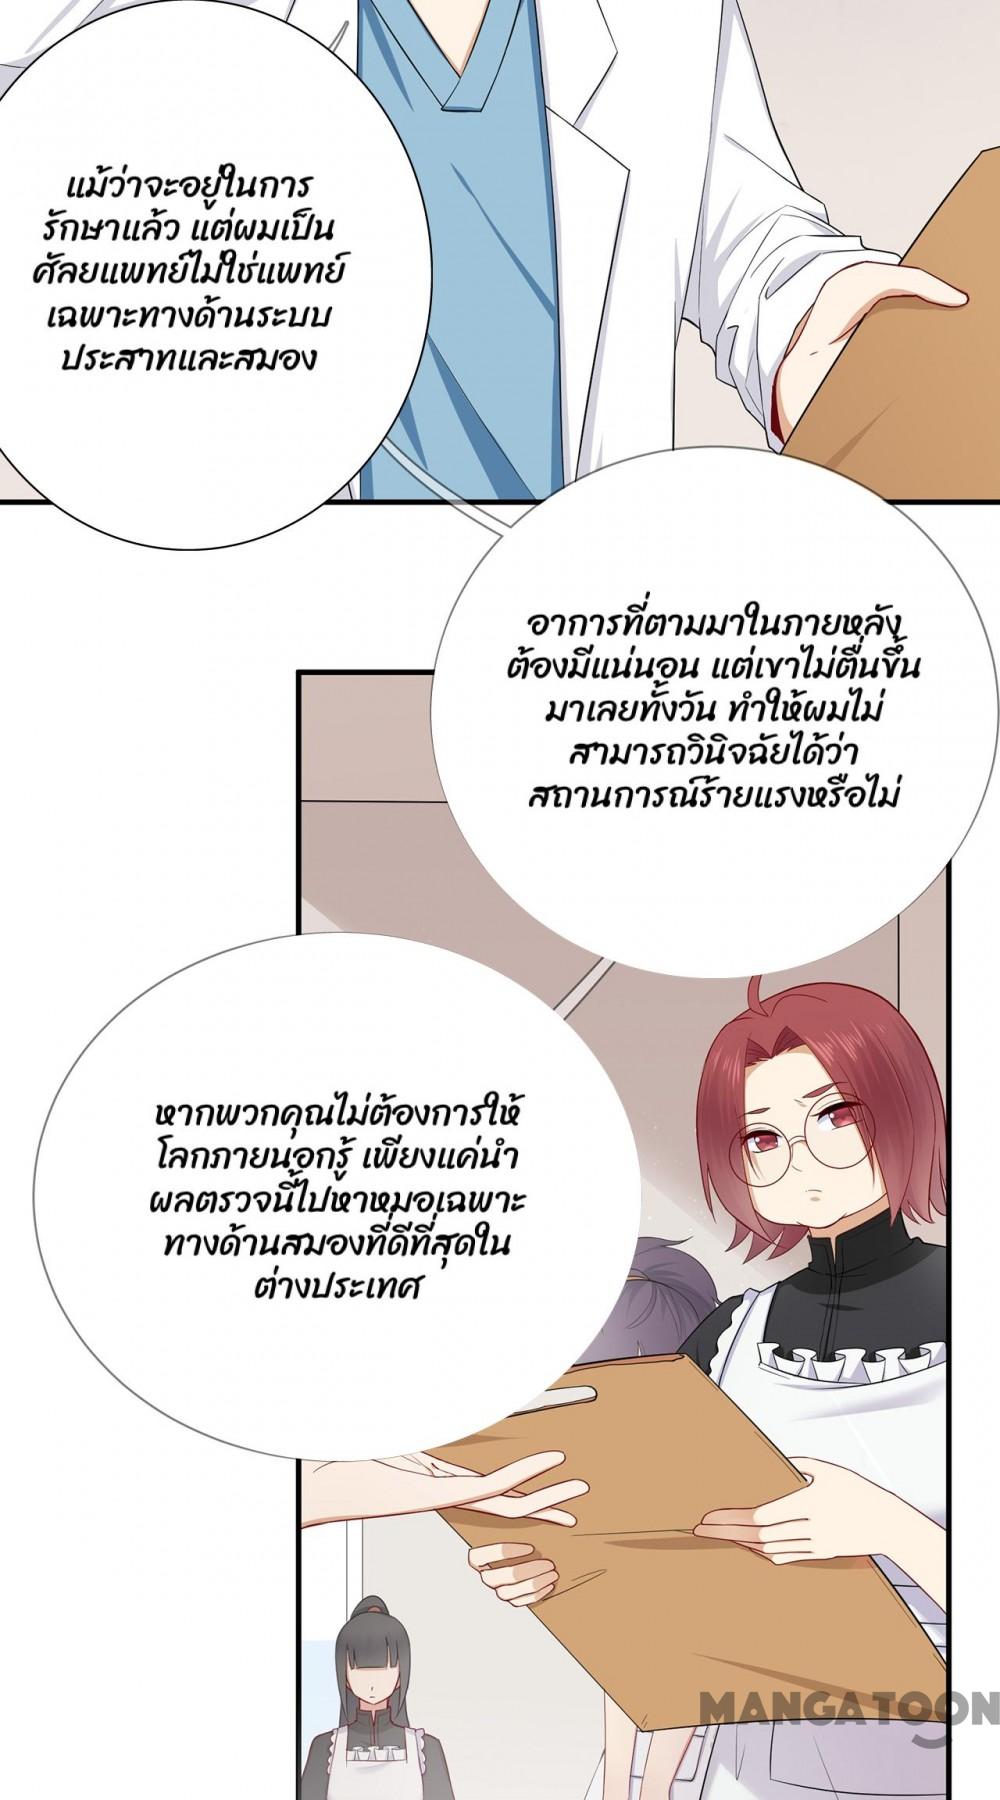 แม้ว่าจะอยู่ในการ
รักษาแล้ว แต่ผมเป็น
ศัลยแพทย์ไม่ใช่แพทย์
เฉพาะทางด้านระบบ
ประสาทและสมอง
อาการที่ตามมาในภายหลัง
ต้องมีแน่นอน แต่เขาไม่ตื่นขึ้น
มาเลยทั้งวัน ทำให้ผมไม่
สามารถวินิจฉัยได้ว่า
สถานการณ์ร้ายแรงหรือไม่
หากพวกคุณไม่ต้องการให้
โลกภายนอกรู้ เพียงแค่นำ
ผลตรวจนี้ไปหาหมอเฉพาะ
ทางด้านสมองที่ดีที่สุดใน
ต่างประเทศ
MANGATOON